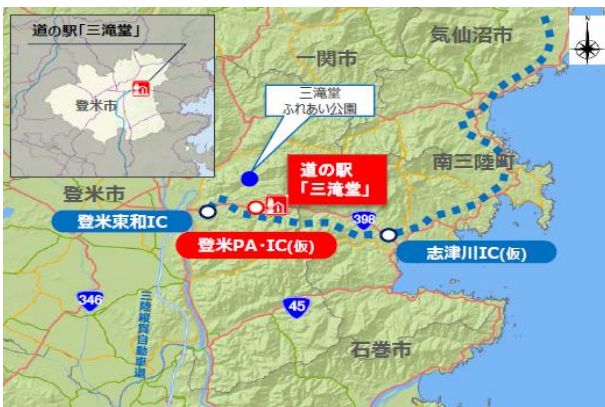 道の駅「三滝堂」
登米市
一関市
気仙沼市
三滝堂
ふれあい公園
道の駅
「三滝堂」
南三陸町
登米市
登米東和IC
398
登米PA・IC(仮)
志津川IC(仮)
346
45
三陸縦貫自動車道
石巻市